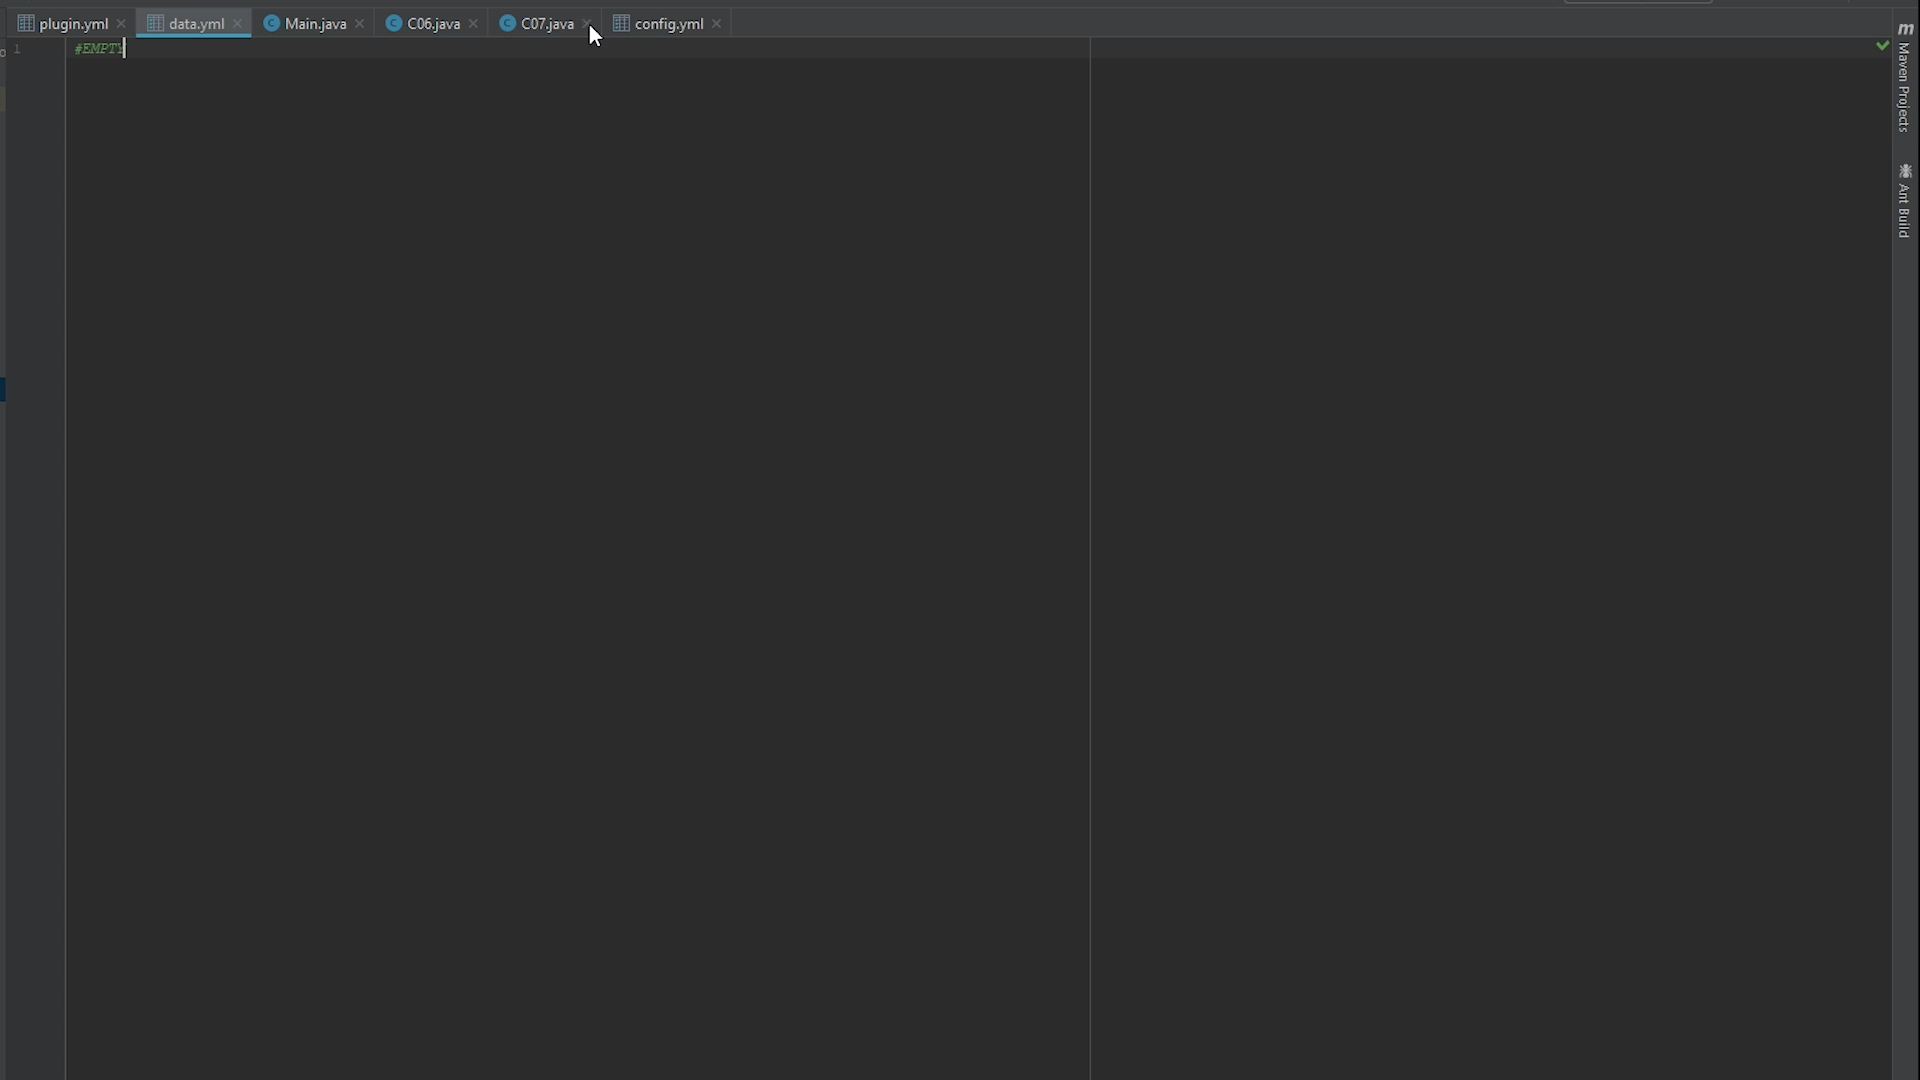 plugin.yml
data.yml
Main.java
C06.java
C07.java
config.yml
1
#EMPTY
m
Maven Projects
Ant Build